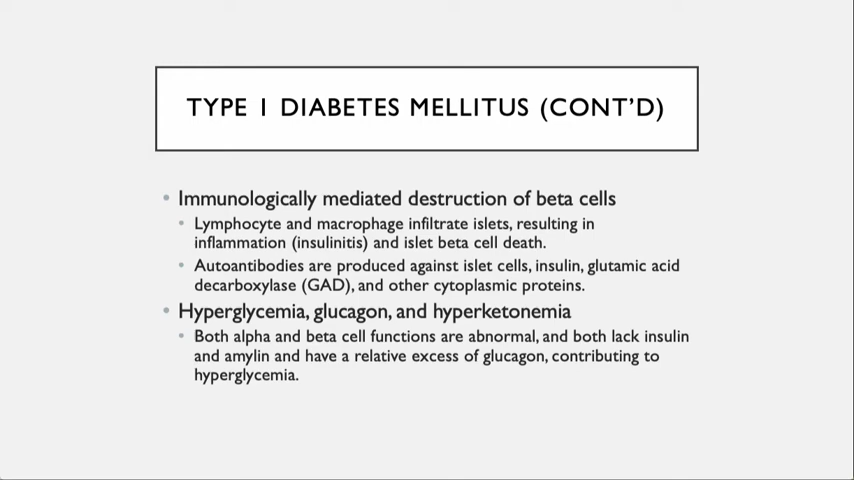 TYPE 1 DIABETES MELLITUS (CONT'D)
• Immunologically mediated destruction of beta cells
• Lymphocyte and macrophage infiltrate islets, resulting in
inflammation (insulinitis) and islet beta cell death.
• Autoantibodies are produced against islet cells, insulin, glutamic acid
decarboxylase (GAD), and other cytoplasmic proteins.
• Hyperglycemia, glucagon, and hyperketonemia
• Both alpha and beta cell functions are abnormal, and both lack insulin
and amylin and have a relative excess of glucagon, contributing to
hyperglycemia.